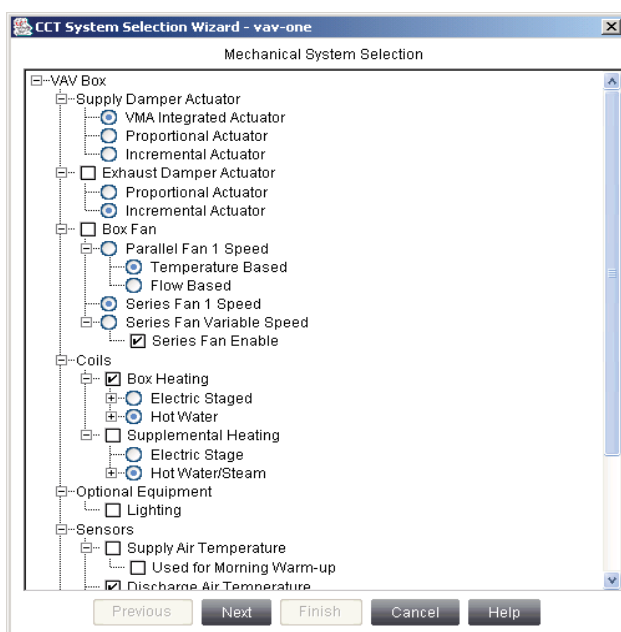 CCT System Selection Wizard - vav-one
Mechanical System Selection
VAV Box
Supply Damper Actuator
VMA Integrated Actuator
Proportional Actuator
Incremental Actuator
Exhaust Damper Actuator
Proportional Actuator
Incremental Actuator
Box Fan
Parallel Fan 1 Speed
Temperature Based
Flow Based
Series Fan 1 Speed
Series Fan Variable Speed
Series Fan Enable
Coils
Box Heating
Electric Staged
Hot Water
Supplemental Heating
Electric Stage
Hot Water/Steam
Optional Equipment
Lighting
Sensors
Supply Air Temperature
Used for Morning Warm-up
Discharge Air Temperature
Previous Next Finish Cancel Help